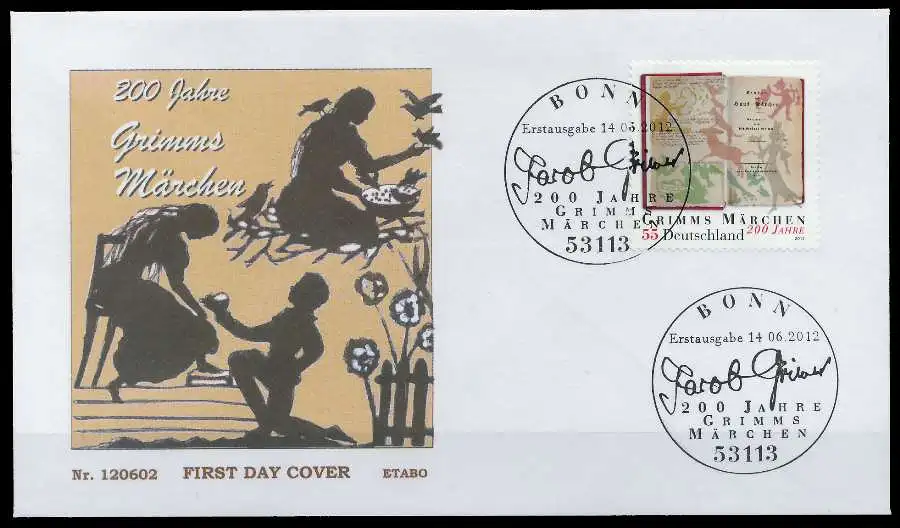 200 Jahre
Grimms
Märchen
Nr. 120602 FIRST DAY COVER ETABO
BONN
Erstausgabe 14 06.2012
Jacob Grimm
200 JAHRE
GRIMMS
MÄRCHEN
53113
GRIMMS MÄRCHEN
55 Deutschland 200 JAHRE
2012
BONN
Erstausgabe 14 06.2012
Jacob Grimm
200 JAHRE
GRIMMS
MÄRCHEN
53113